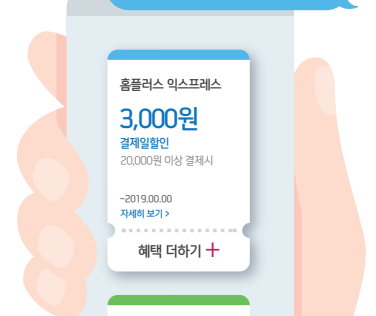 홈플러스 익스프레스
3,000원
결제일할인
20,000원 이상 결제시
~2019.00.00
자세히 보기 >
혜택 더하기 +